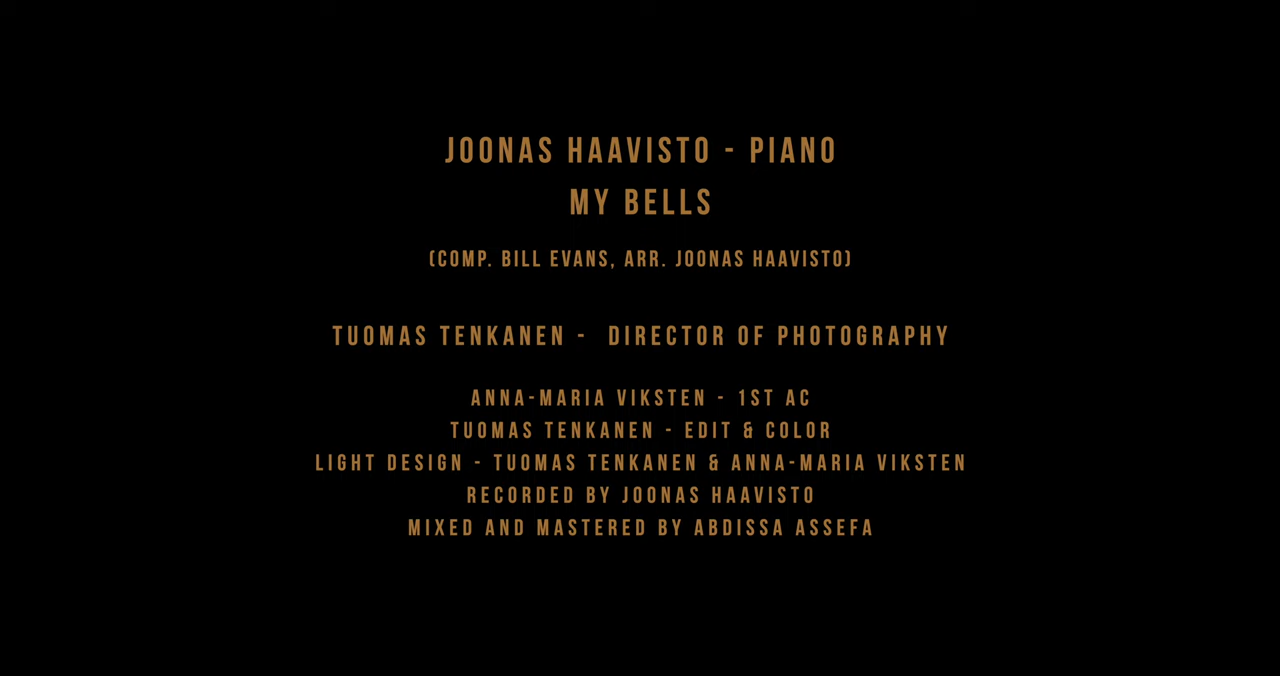 JOONAS HAAVISTO - PIANO
MY BELLS
(COMP. BILL EVANS, ARR. JOONAS HAAVISTO)
TUOMAS TENKANEN - DIRECTOR OF PHOTOGRAPHY
ANNA-MARIA VIKSTEN - 1ST AC
TUOMAS TENKANEN - EDIT & COLOR
LIGHT DESIGN - TUOMAS TENKANEN & ANNA-MARIA VIKSTEN
RECORDED BY JOONAS HAAVISTO
MIXED AND MASTERED BY ABDISSA ASSEFA